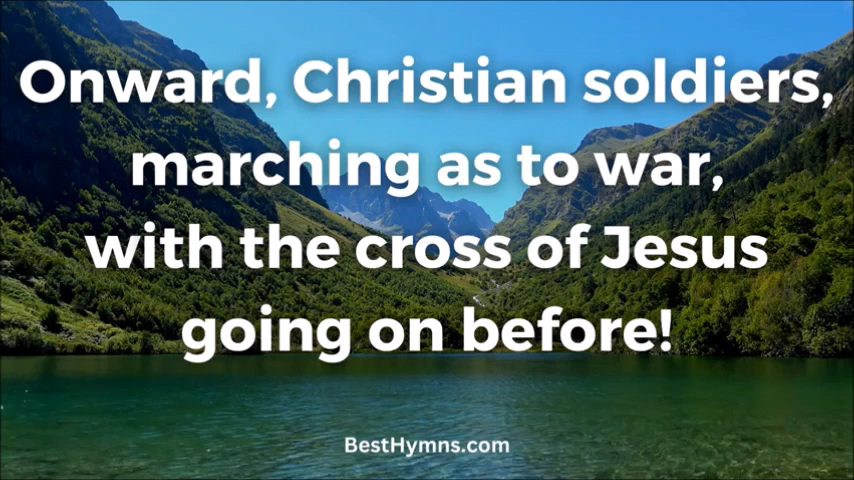 Onward, Christian soldiers,
marching as to war,
with the cross of Jesus
going on before!
BestHymns.com